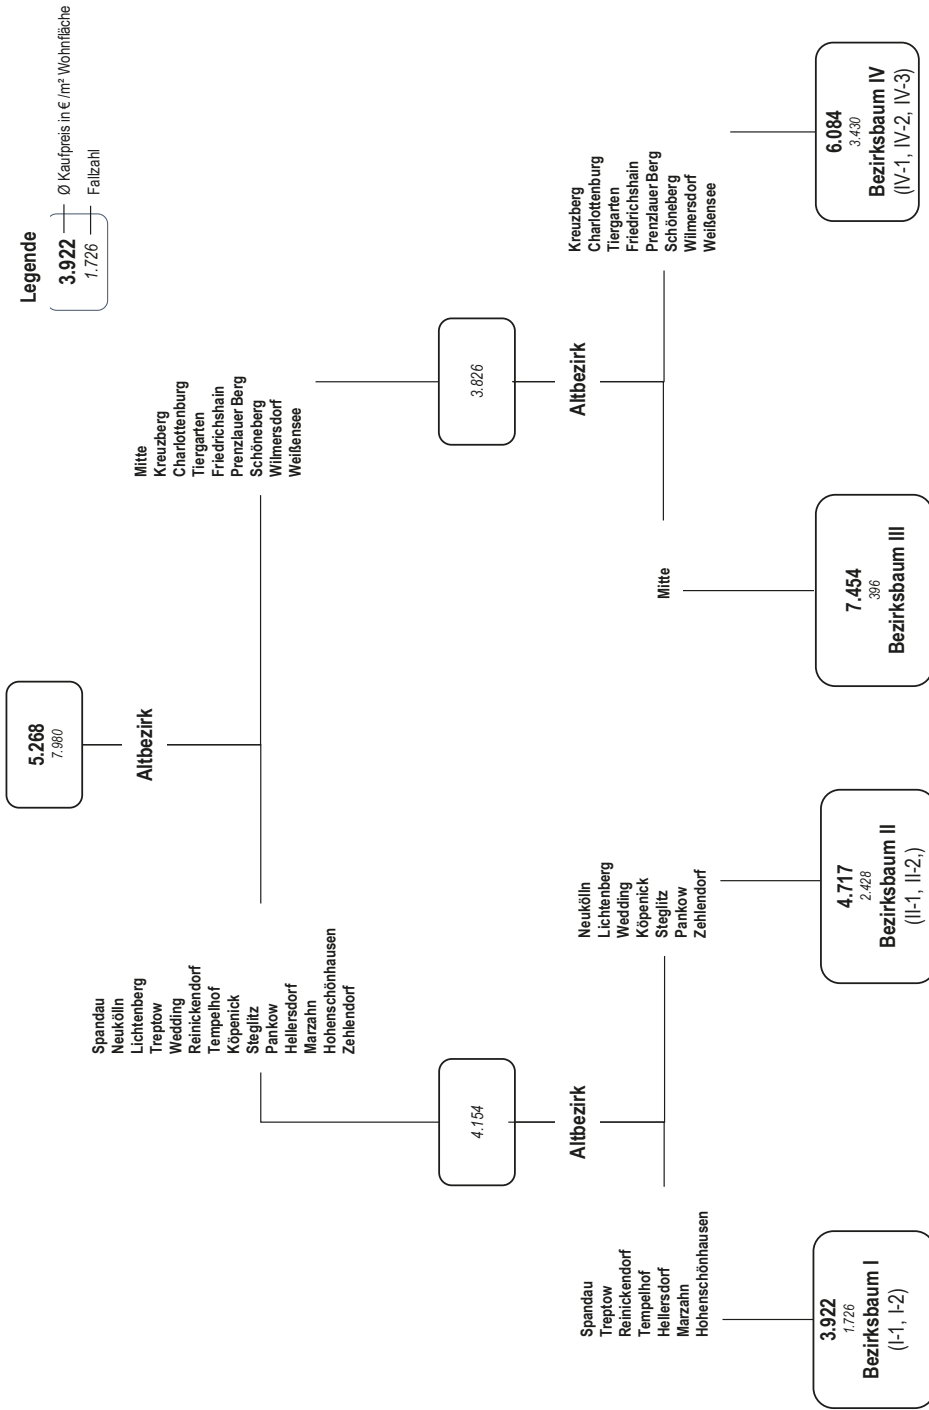 Legende
3.922
Ø Kaufpreis in € /m² Wohnfläche
1.726
Fallzahl
5.268
7.980
Altbezirk
Spandau
Neukölln
Lichtenberg
Treptow
Wedding
Reinickendorf
Tempelhof
Köpenick
Steglitz
Pankow
Hellersdorf
Marzahn
Hohenschönhausen
Zehlendorf
Mitte
Kreuzberg
Charlottenburg
Tiergarten
Friedrichshain
Prenzlauer Berg
Schöneberg
Wilmersdorf
Weißensee
4.154
Altbezirk
3.826
Altbezirk
Spandau
Treptow
Reinickendorf
Tempelhof
Hellersdorf
Marzahn
Hohenschönhausen
Neukölln
Lichtenberg
Wedding
Köpenick
Steglitz
Pankow
Zehlendorf
Mitte
Kreuzberg
Charlottenburg
Tiergarten
Friedrichshain
Prenzlauer Berg
Schöneberg
Wilmersdorf
Weißensee
3.922
1.726
Bezirksbaum I
(I-1, I-2)
4.717
2.428
Bezirksbaum II
(II-1, II-2,)
7.454
396
Bezirksbaum III
6.084
3.430
Bezirksbaum IV
(IV-1, IV-2, IV-3)